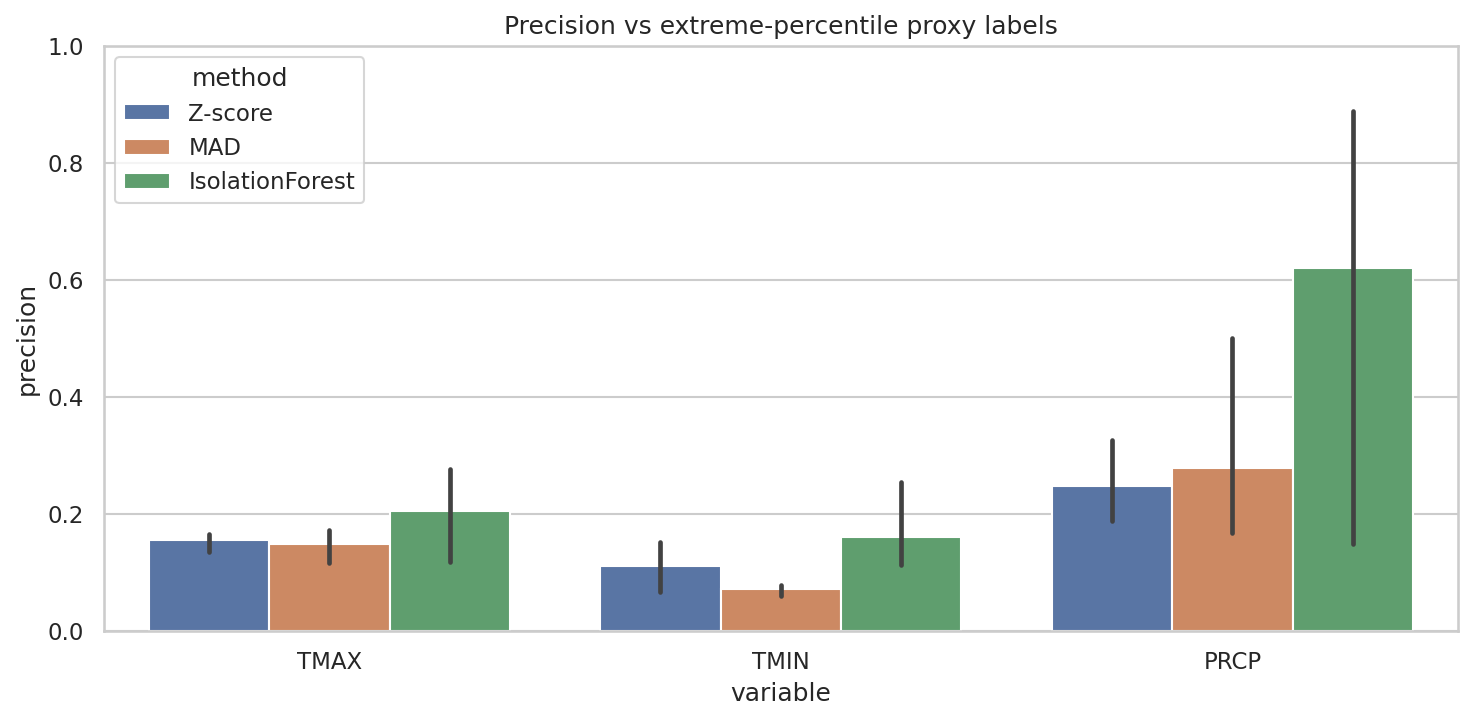 Precision vs extreme-percentile proxy labels
method
Z-score
MAD
IsolationForest
precision
1.0
0.8
0.6
0.4
0.2
0.0
TMAX
TMIN
PRCP
variable